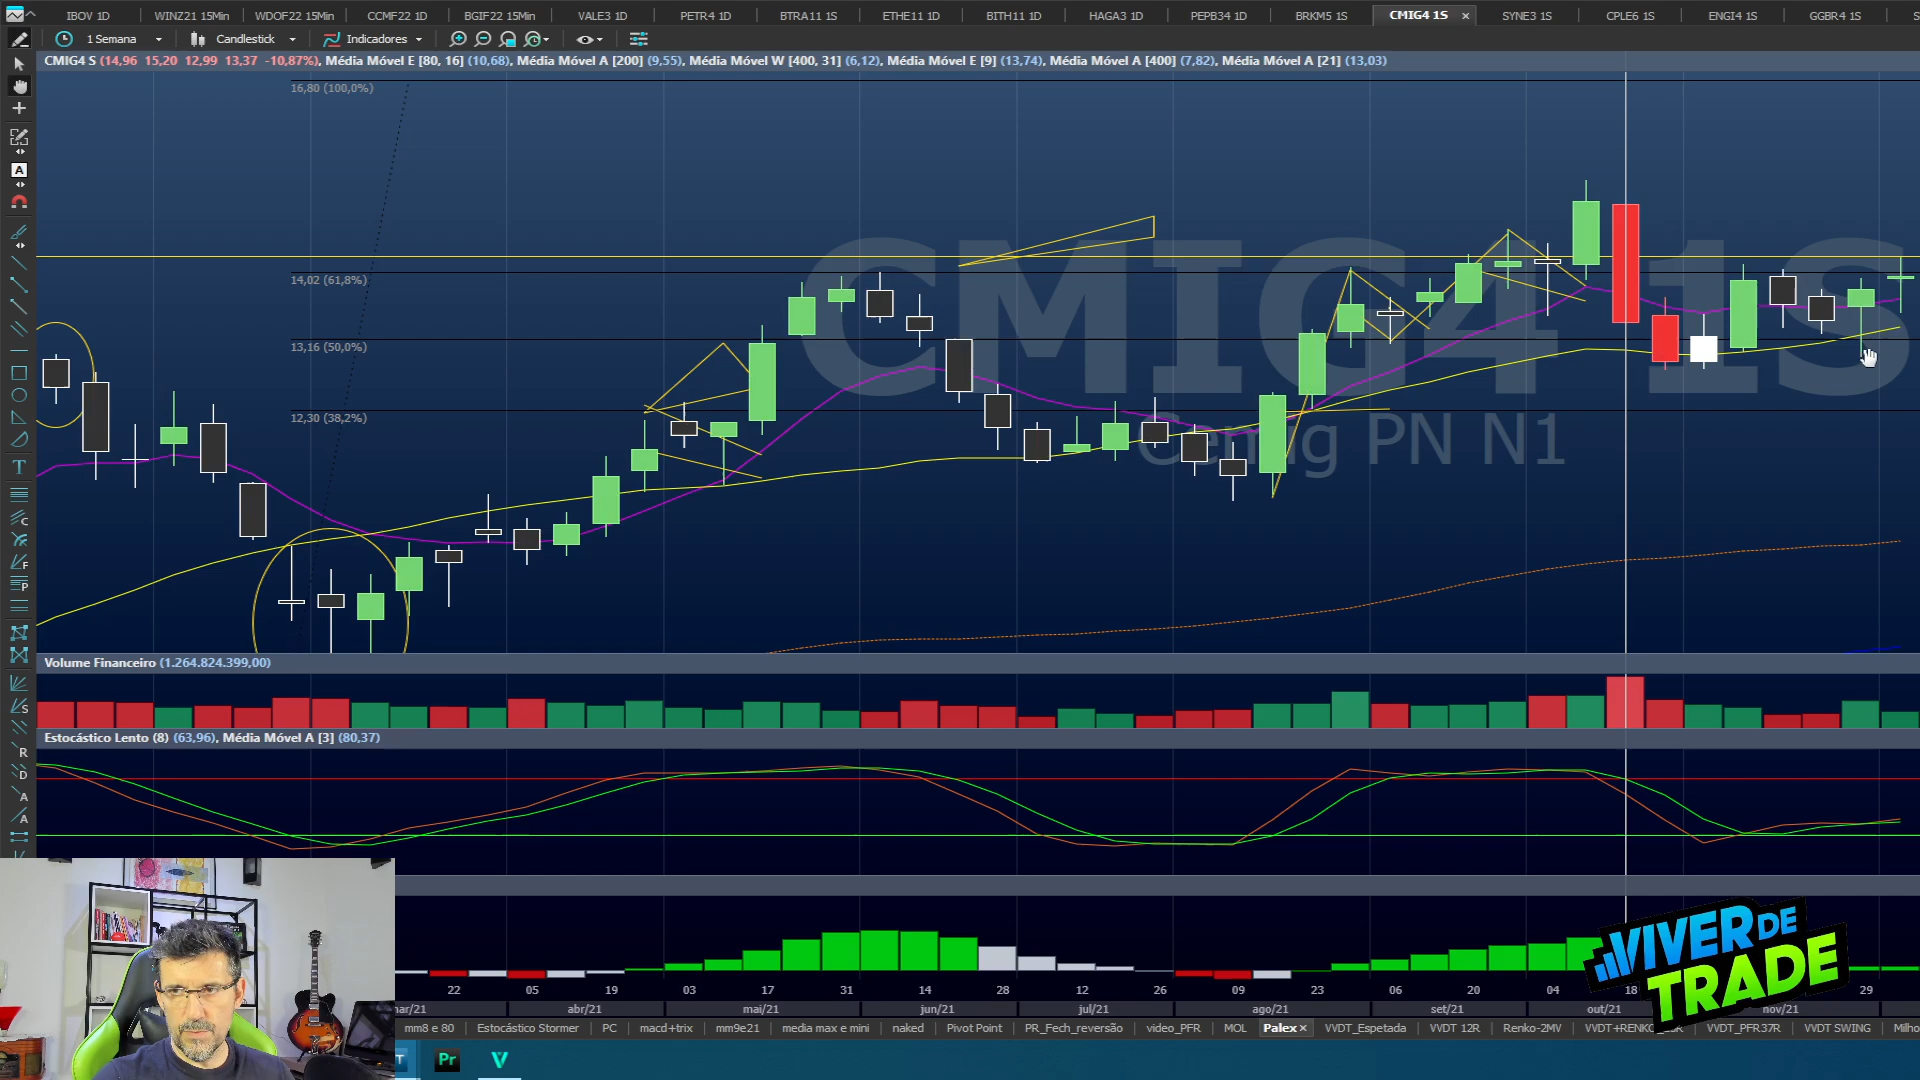 IBOV 1D
WINZ21 15Min
WDOF22 15Min
CCMF22 1D
BGIF22 15Min
VALE3 1D
PETR4 1D
BTRA11 1S
ETHE11 1D
BITH11 1D
HAGA3 1D
PEPB34 1D
BRKM5 1S
CMIG4 1S
SYNE3 1S
CPLE6 1S
ENGI4 1S
GGBR4 1S
1 Semana
Candlestick
Indicadores
CMIG4 S (14,96 15,20 12,99 13,37 -10,87%), Média Móvel E [80, 16] (10,68), Média Móvel A [200] (9,55), Média Móvel W [400, 31] (6,12), Média Móvel E [9] (13,74), Média Móvel A [400] (7,82), Média Móvel A [21] (13,03)
16,80 (100,0%)
14,02 (61,8%)
13,16 (50,0%)
12,30 (38,2%)
CMIG4 1S
Cemig PN N1
Volume Financeiro (1.264.824.399,00)
Estocástico Lento (8) (63,96), Média Móvel A [3] (80,37)
22 05 19 03 17 31 14 28 12 26 09 23 06 20 04 18 29
abr/21 mai/21 jun/21 jul/21 ago/21 set/21 out/21 nov/21
mm8 e 80
Estocástico Stormer
PC
macd+trix
mm9e21
media max e mini
naked
Pivot Point
PR_Fech_reversão
video_PFR
MOL
Palex
VVDT_Espetada
VVDT 12R
Renko-2MV
VVDT_PFR37R
VVDT SWING
VIVER DE
TRADE
Pr
V